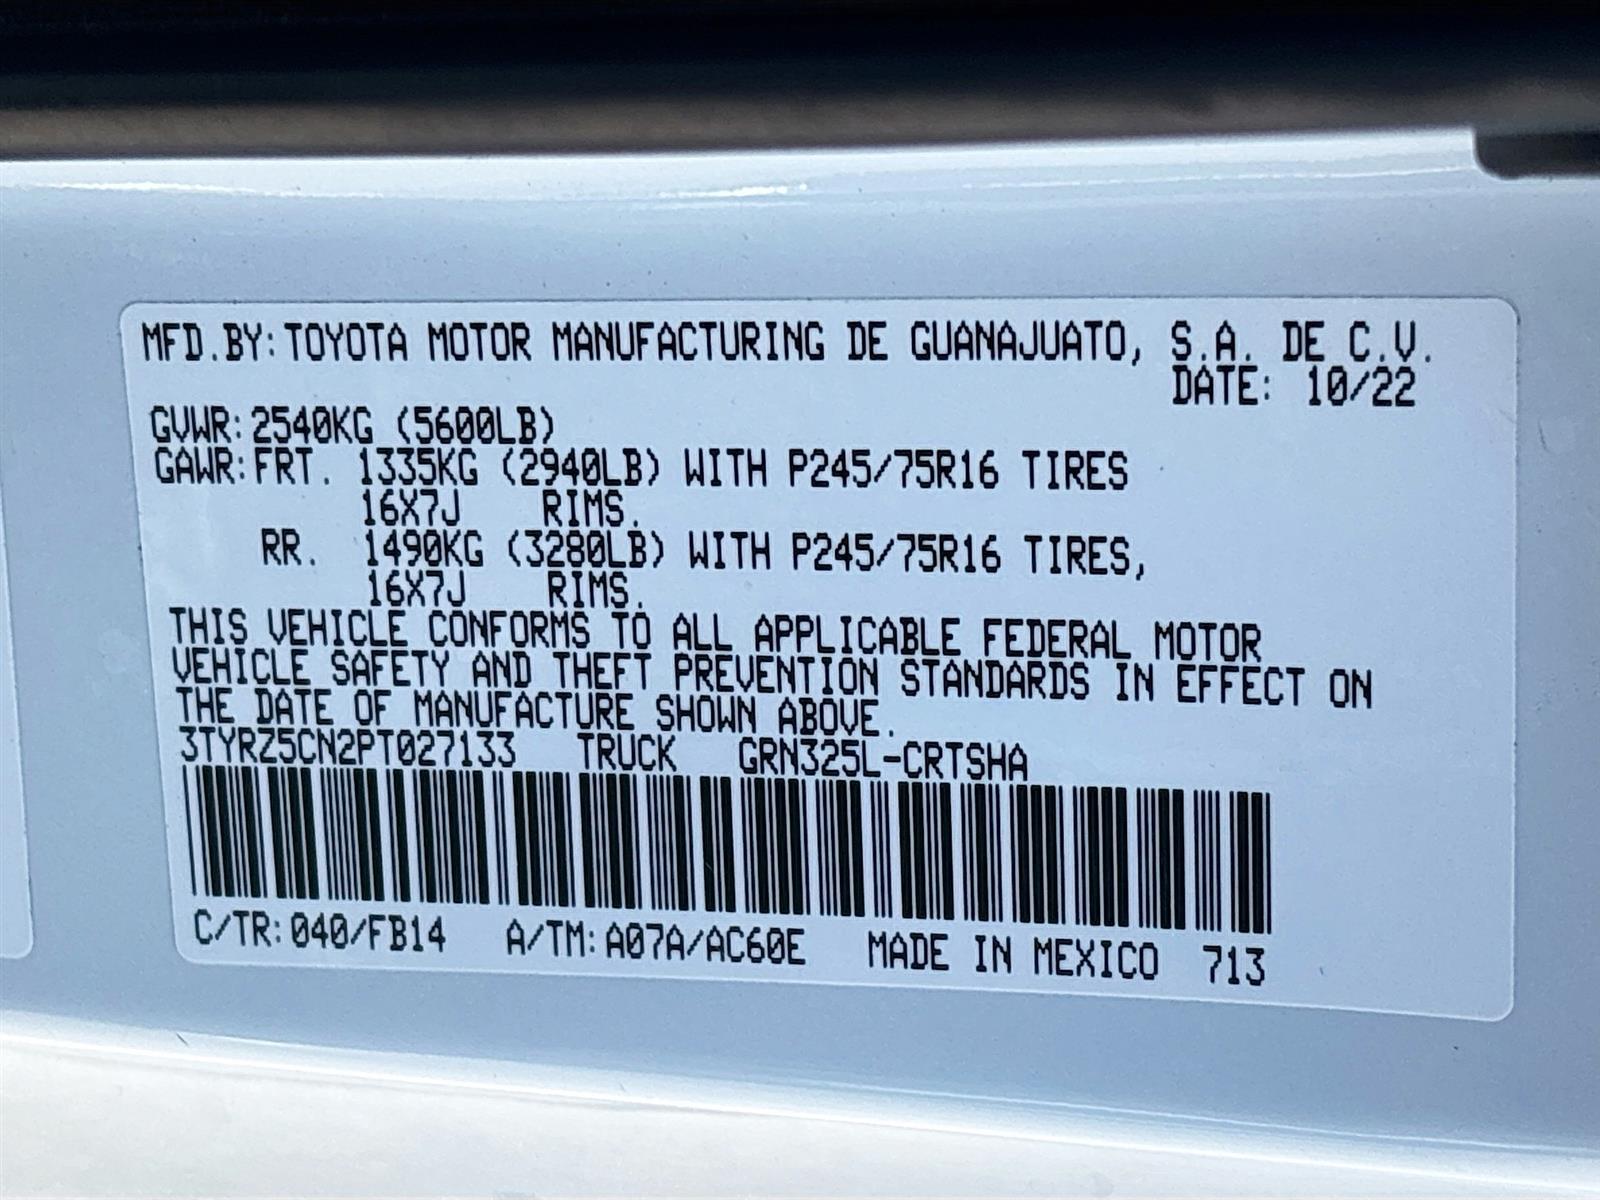 MFD.BY: TOYOTA MOTOR MANUFACTURING DE GUANAJUATO, S.A. DE C.V.
DATE: 10/22
GVWR: 2540KG (5600LB)
GAWR: FRT. 1335KG (2940LB) WITH P245/75R16 TIRES
16X7J RIMS.
RR. 1490KG (3280LB) WITH P245/75R16 TIRES,
16X7J RIMS.
THIS VEHICLE CONFORMS TO ALL APPLICABLE FEDERAL MOTOR
VEHICLE SAFETY AND THEFT PREVENTION STANDARDS IN EFFECT ON
THE DATE OF MANUFACTURE SHOWN ABOVE.
3TYRZ5CN2PT027133 TRUCK GRN325L-CRTSHA
C/TR: 040/FB14 A/TM: A07A/AC60E MADE IN MEXICO 713